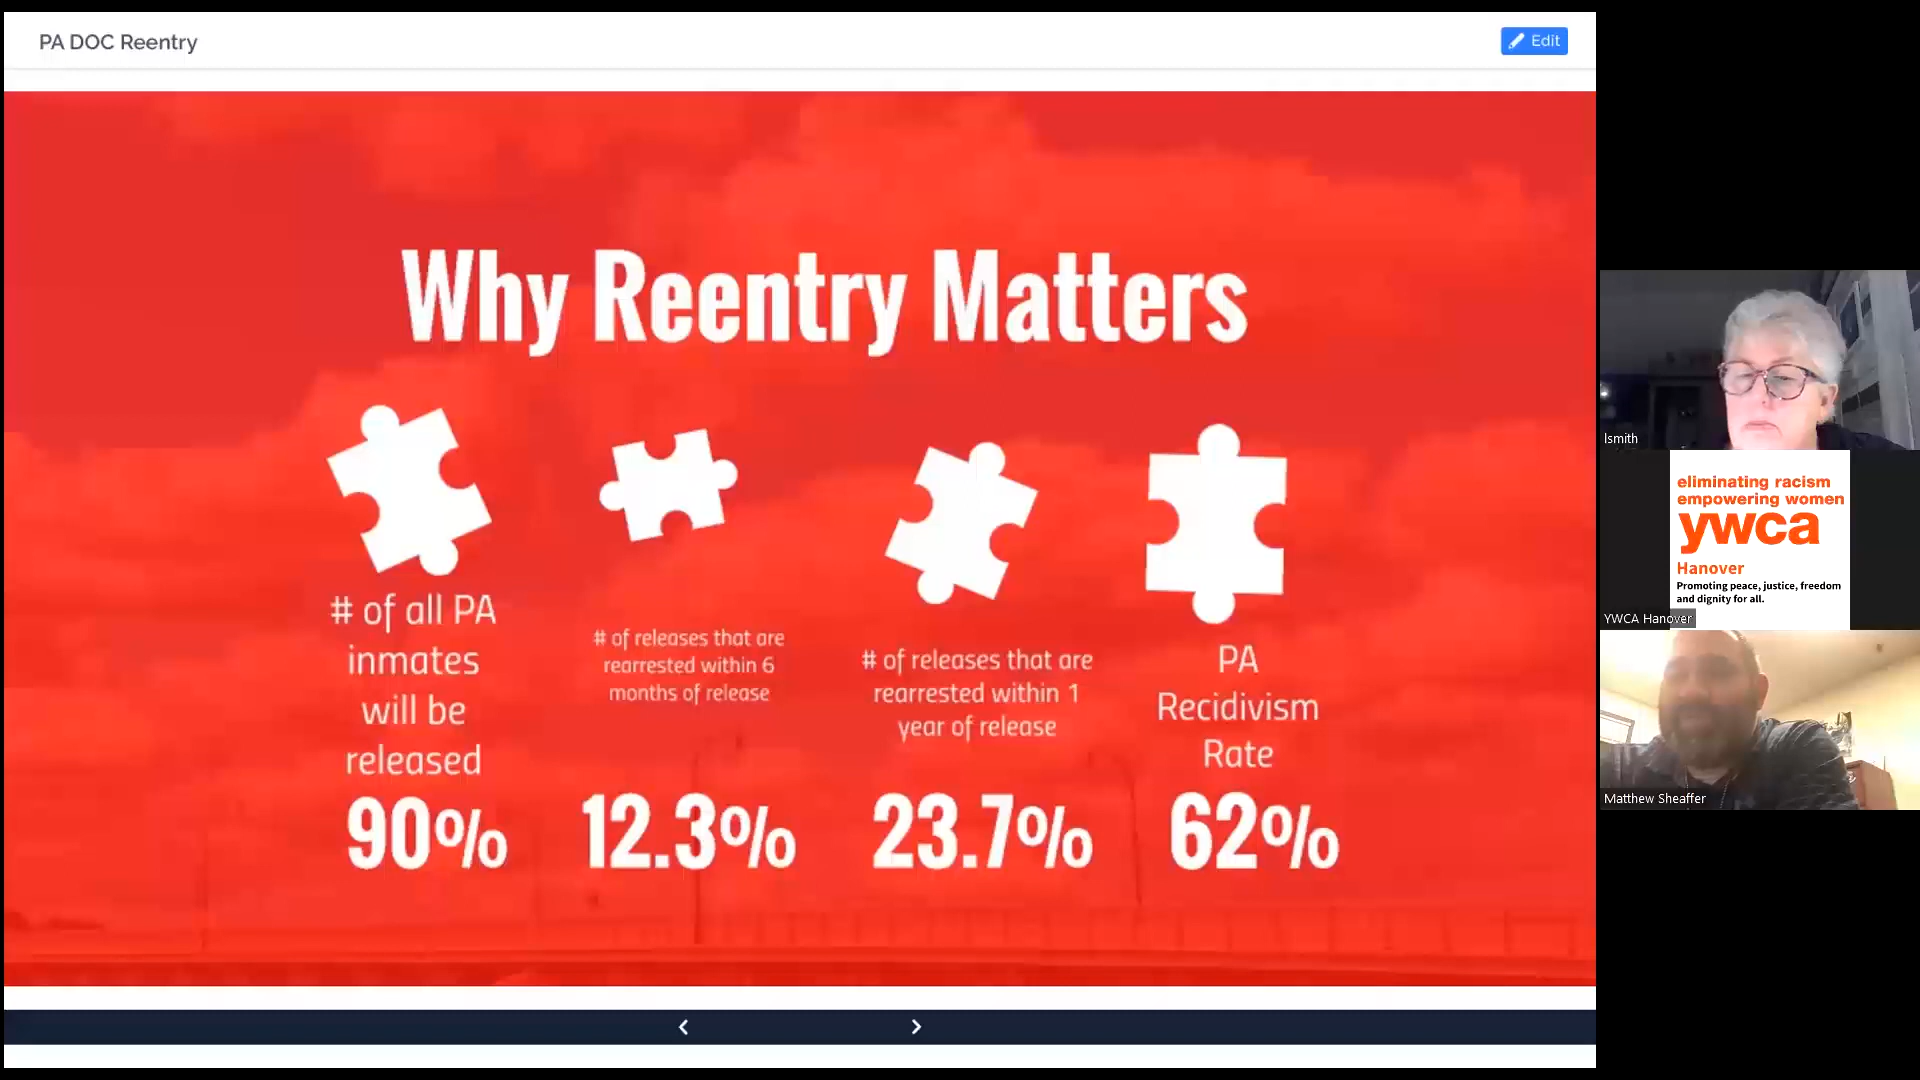 PA DOC Reentry
Edit
Why Reentry Matters
# of all PA
inmates
will be
released
90%
# of releases that are
rearrested within 6
months of release
12.3%
# of releases that are
rearrested within 1
year of release
23.7%
PA
Recidivism
Rate
62%
lsmith
eliminating racism
empowering women
ywca
Hanover
Promoting peace, justice, freedom
and dignity for all.
YWCA Hanover
Matthew Sheaffer